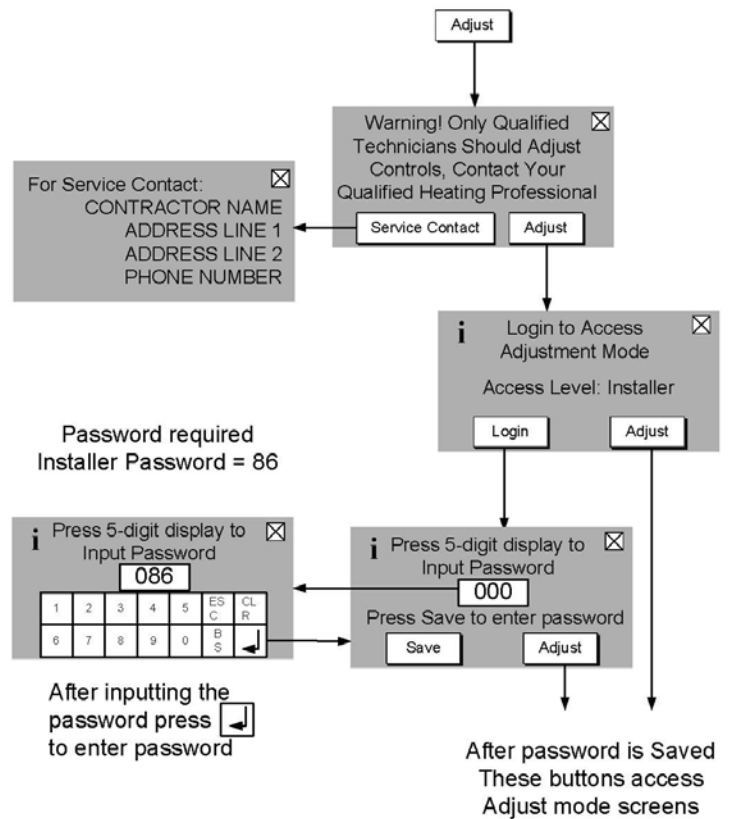 Adjust
Warning! Only Qualified
Technicians Should Adjust
Controls, Contact Your
Qualified Heating Professional
Service Contact
Adjust
For Service Contact:
CONTRACTOR NAME
ADDRESS LINE 1
ADDRESS LINE 2
PHONE NUMBER
i
Login to Access
Adjustment Mode
Access Level: Installer
Login
Adjust
Password required
Installer Password = 86
i
Press 5-digit display to
Input Password
086
1 2 3 4 5 ESC CLR
6 7 8 9 0 BS
i
Press 5-digit display to
Input Password
000
Press Save to enter password
Save
Adjust
After inputting the
password press
to enter password
After password is Saved
These buttons access
Adjust mode screens